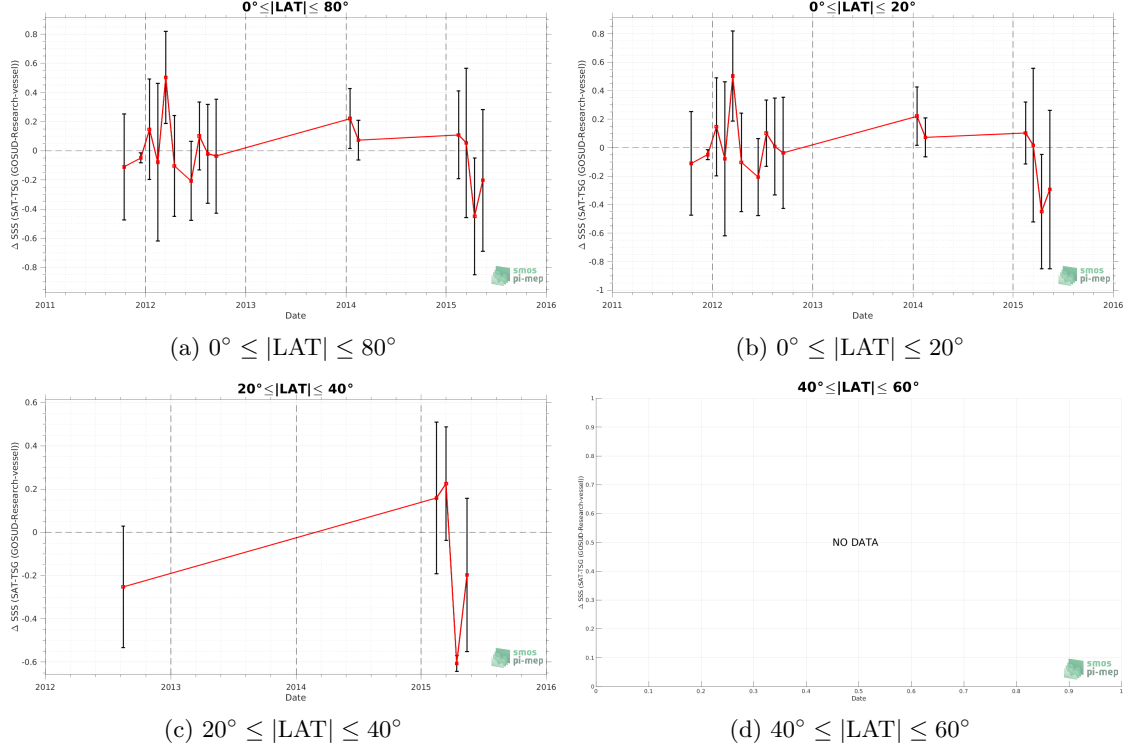 0°≤|LAT|≤ 80°
Δ SSS (SAT-TSG (GOSUD-Research-vessel))
0.8
0.6
0.4
0.2
0
-0.2
-0.4
-0.6
-0.8
2011
2012
2013
2014
2015
2016
Date
smos
pi-mep
(a) 0° ≤ |LAT| ≤ 80°
0°≤|LAT|≤ 20°
Δ SSS (SAT-TSG (GOSUD-Research-vessel))
0.8
0.6
0.4
0.2
0
-0.2
-0.4
-0.6
-0.8
-1
2011
2012
2013
2014
2015
2016
Date
smos
pi-mep
(b) 0° ≤ |LAT| ≤ 20°
20°≤|LAT|≤ 40°
Δ SSS (SAT-TSG (GOSUD-Research-vessel))
0.6
0.4
0.2
0
-0.2
-0.4
-0.6
2012
2013
2014
2015
2016
Date
smos
pi-mep
(c) 20° ≤ |LAT| ≤ 40°
40°≤|LAT|≤ 60°
Δ SSS (SAT-TSG (GOSUD-Research-vessel))
1
0.9
0.8
0.7
0.6
0.5
0.4
0.3
0.2
0.1
0
NO DATA
0
0.1
0.2
0.3
0.4
0.5
0.6
0.7
0.8
0.9
1
Date
smos
pi-mep
(d) 40° ≤ |LAT| ≤ 60°